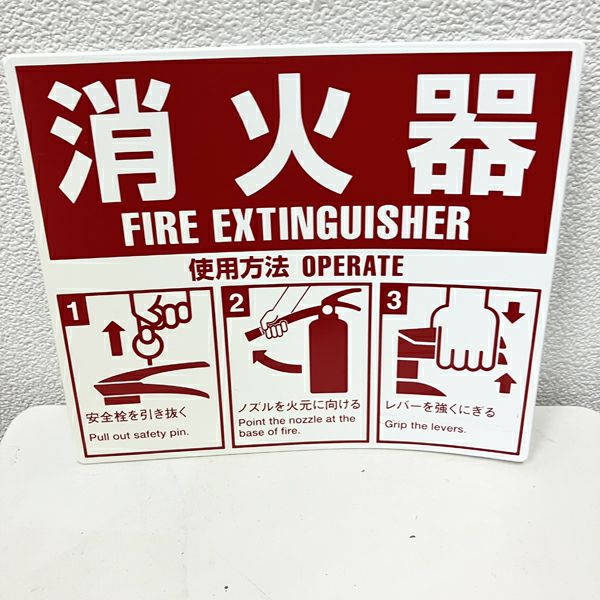 消火器
FIRE EXTINGUISHER
使用方法 OPERATE
1
安全栓を引き抜く
Pull out safety pin.
2
ノズルを火元に向ける
Point the nozzle at the
base of fire.
3
レバーを強くにぎる
Grip the levers.